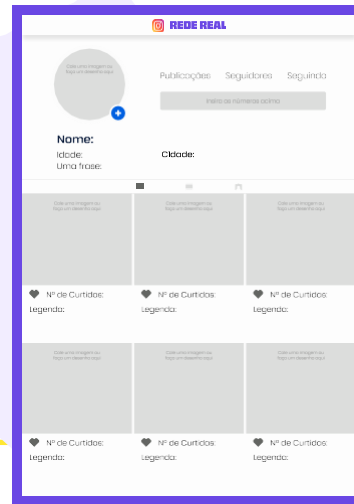 REDE REAL
Cole uma imagem ou
faça um desenho aqui
Publicações Seguidores Seguindo
Nome:
Idade: Cidade:
Uma frase:
Cole uma imagem ou Cole uma imagem ou Cole uma imagem ou
faça um desenho aqui faça um desenho aqui faça um desenho aqui
Nº de Curtidas: Nº de Curtidas: Nº de Curtidas:
Legenda: Legenda: Legenda:
Cole uma imagem ou Cole uma imagem ou Cole uma imagem ou
faça um desenho aqui faça um desenho aqui faça um desenho aqui
Nº de Curtidas: Nº de Curtidas: Nº de Curtidas:
Legenda: Legenda: Legenda: